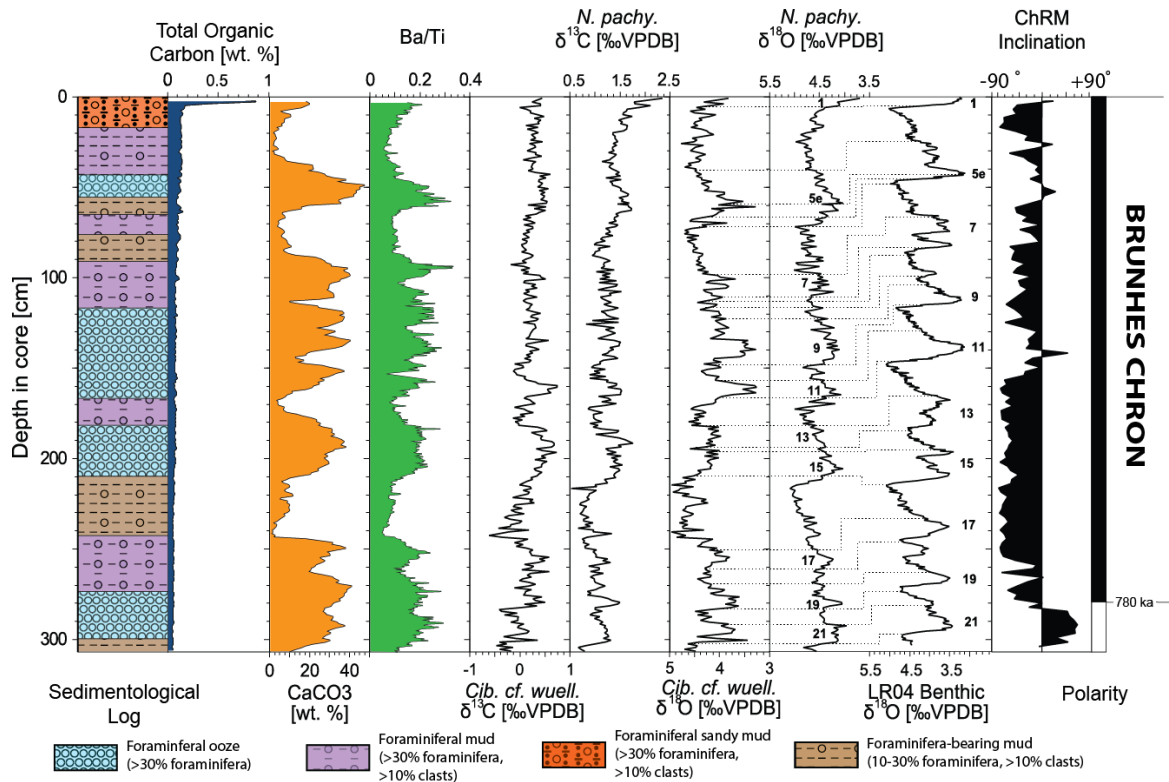 Total Organic
Carbon [wt. %]
Ba/Ti
N. pachy.
δ13C [‰VPDB]
N. pachy.
δ18O [‰VPDB]
ChRM
Inclination
0 1
0 0.2 0.4
0.5 1.5 2.5
5.5 4.5 3.5
-90 ° +90 °
Depth in core [cm]
0
100
200
300
1
5e
7
9
11
13
15
17
19
21
1
5e
7
9
11
13
15
17
19
21
BRUNHES CHRON
780 ka
0 20 40
-1 0 1
5 4 3
5.5 4.5 3.5
Sedimentological
Log
CaCO3
[wt. %]
Cib. cf. wuell.
δ13C [‰VPDB]
Cib. cf. wuell.
δ18O [‰VPDB]
LR04 Benthic
δ18O [‰VPDB]
Polarity
Foraminferal ooze
(>30% foraminifera)
Foraminiferal mud
(>30% foraminifera,
>10% clasts)
Foraminiferal sandy mud
(>30% foraminifera,
>10% clasts)
Foraminifera-bearing mud
(10-30% foraminifera, >10% clasts)